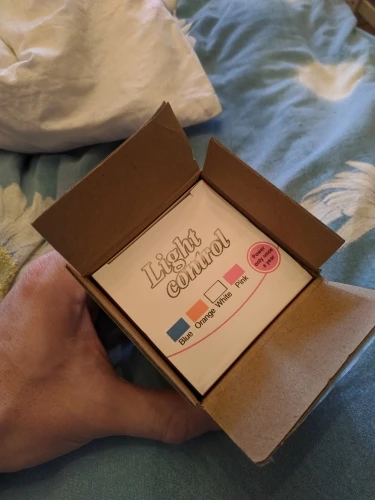 Light
control
Blue
Orange
White
Pink